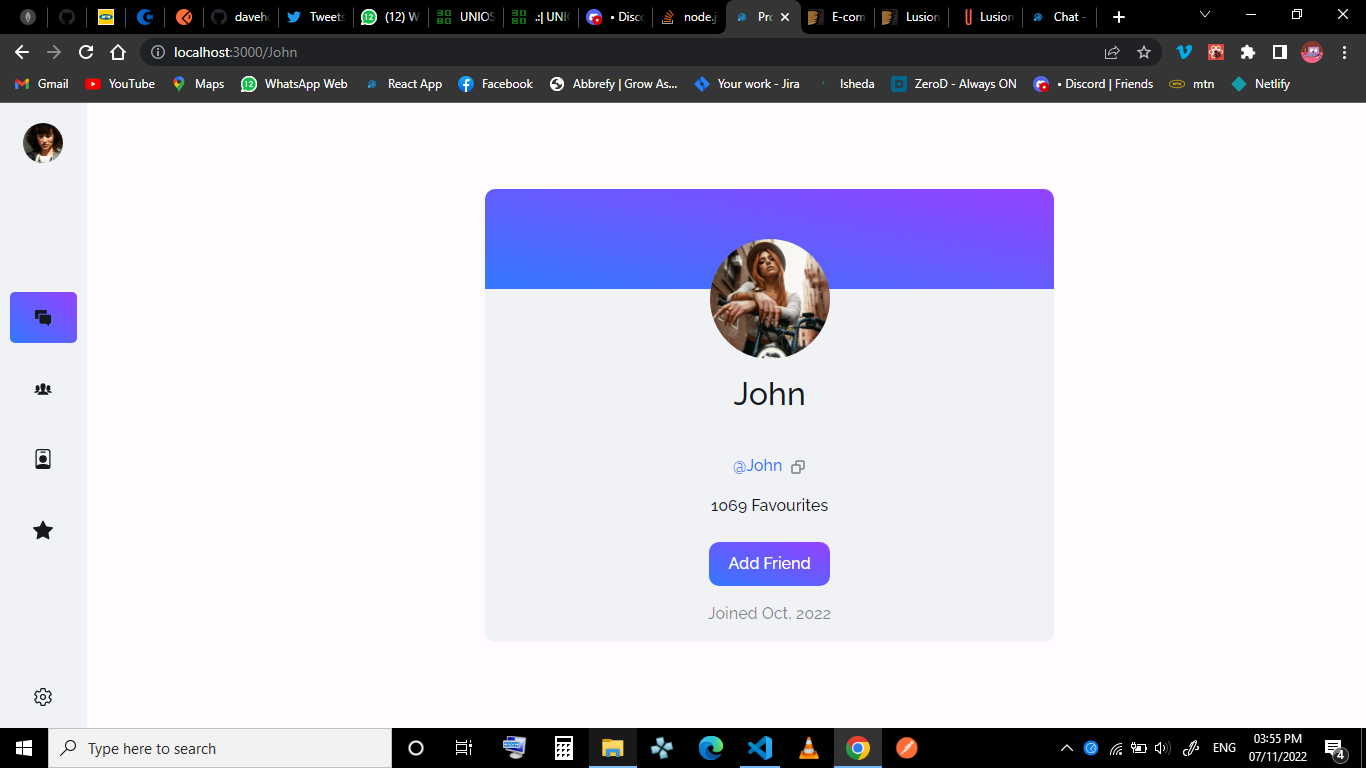 daveho
Tweets
(12) W
UNIOS
.:| UNIC
• Disco
node.j
Pro
E-com
Lusion
Lusion
Chat -
localhost:3000/John
Gmail
YouTube
Maps
WhatsApp Web
React App
Facebook
Abbrefy | Grow As...
Your work - Jira
Isheda
ZeroD - Always ON
• Discord | Friends
mtn
Netlify
John
@John
1069 Favourites
Add Friend
Joined Oct, 2022
Type here to search
ENG
03:55 PM
07/11/2022
4